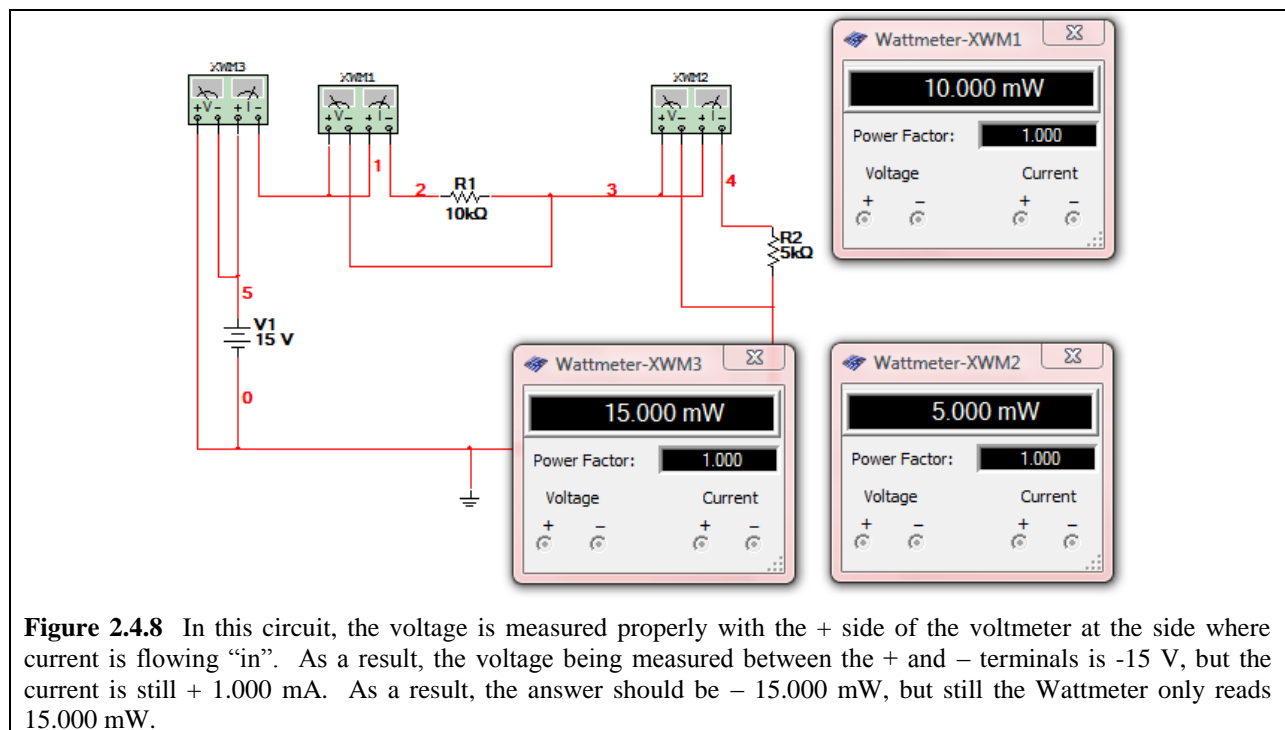 XWM3
XWM1
XWM2
+V- + I -
+V- + I -
+V- + I -
1
2
R1
10kΩ
3
4
R2
5kΩ
5
V1
15 V
0
Wattmeter-XWM1
10.000 mW
Power Factor: 1.000
Voltage Current
+ − + −
Wattmeter-XWM3
15.000 mW
Power Factor: 1.000
Voltage Current
+ − + −
Wattmeter-XWM2
5.000 mW
Power Factor: 1.000
Voltage Current
+ − + −
Figure 2.4.8 In this circuit, the voltage is measured properly with the + side of the voltmeter at the side where
current is flowing “in”. As a result, the voltage being measured between the + and – terminals is -15 V, but the
current is still + 1.000 mA. As a result, the answer should be – 15.000 mW, but still the Wattmeter only reads
15.000 mW.